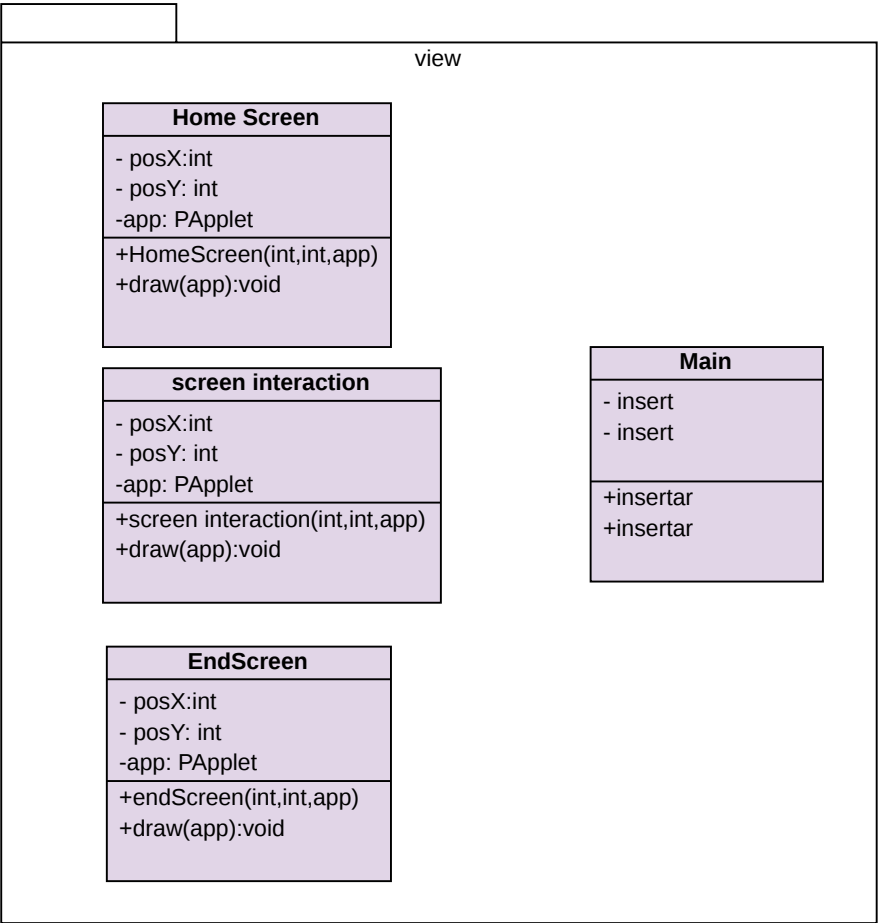 view
Home Screen
- posX:int
- posY: int
-app: PApplet
+HomeScreen(int,int,app)
+draw(app):void
screen interaction
- posX:int
- posY: int
-app: PApplet
+screen interaction(int,int,app)
+draw(app):void
Main
- insert
- insert
+insertar
+insertar
EndScreen
- posX:int
- posY: int
-app: PApplet
+endScreen(int,int,app)
+draw(app):void